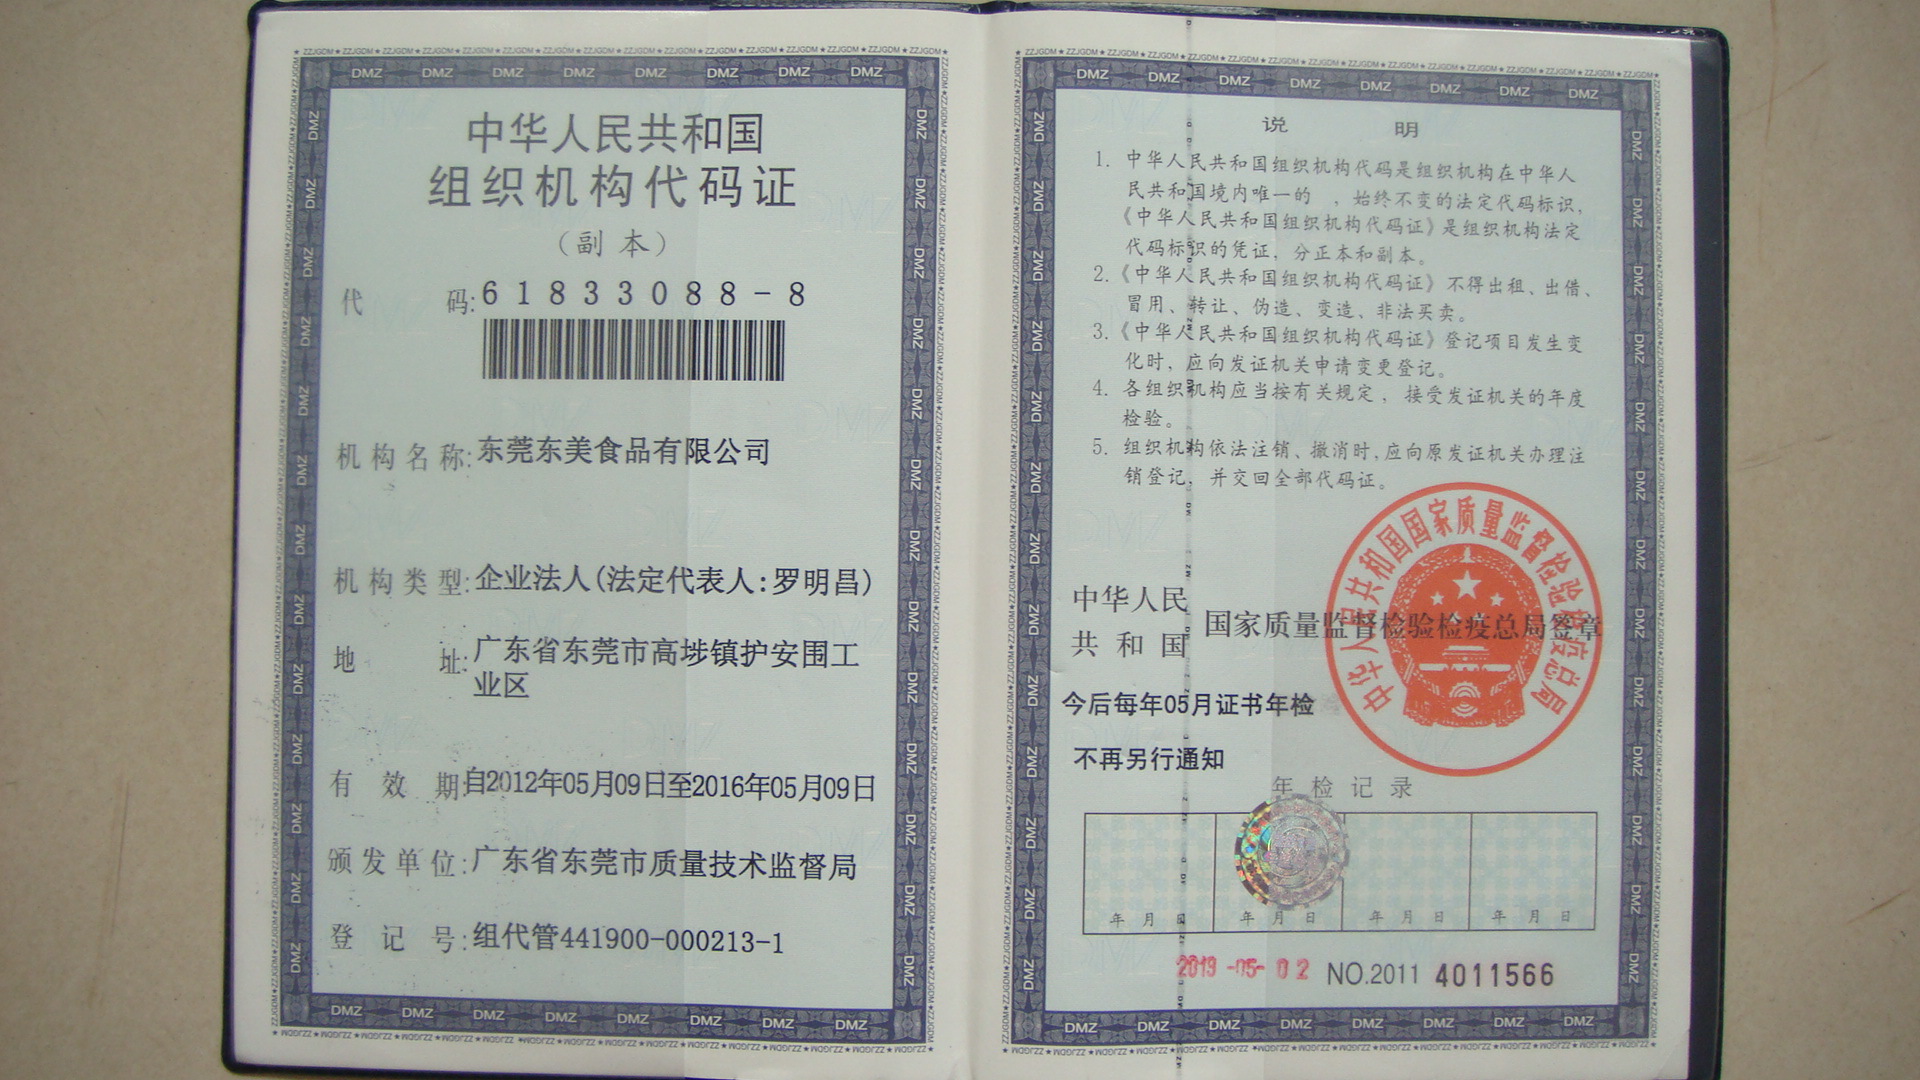 中华人民共和国
组织机构代码证
（副本）
代码:61833088-8
机构名称:东莞东美食品有限公司
机构类型:企业法人(法定代表人:罗明昌)
地址:广东省东莞市高埗镇护安围工
业区
有效期:自2012年05月09日至2016年05月09日
颁发单位:广东省东莞市质量技术监督局
登记号:组代管441900-000213-1
说明
1. 中华人民共和国组织机构代码是组织机构在中华人
民共和国境内唯一的 ，始终不变的法定代码标识，
《中华人民共和国组织机构代码证》是组织机构法定
代码标识的凭证，分正本和副本。
2.《中华人民共和国组织机构代码证》不得出租、出借、
冒用、转让、伪造、变造、非法买卖。
3.《中华人民共和国组织机构代码证》登记项目发生变
化时，应向发证机关申请变更登记。
4. 各组织机构应当按有关规定，接受发证机关的年度
检验。
5. 组织机构依法注销、撤消时,应向原发证机关办理注
销登记，并交回全部代码证。
中华人民共和国国家质量监督检验检疫总局
中华人民
共和国 国家质量监督检验检疫总局签章
今后每年05月证书年检
不再另行通知
年检记录
年 月 日 年 月 日 年 月 日 年 月 日
NO.2011 4011566